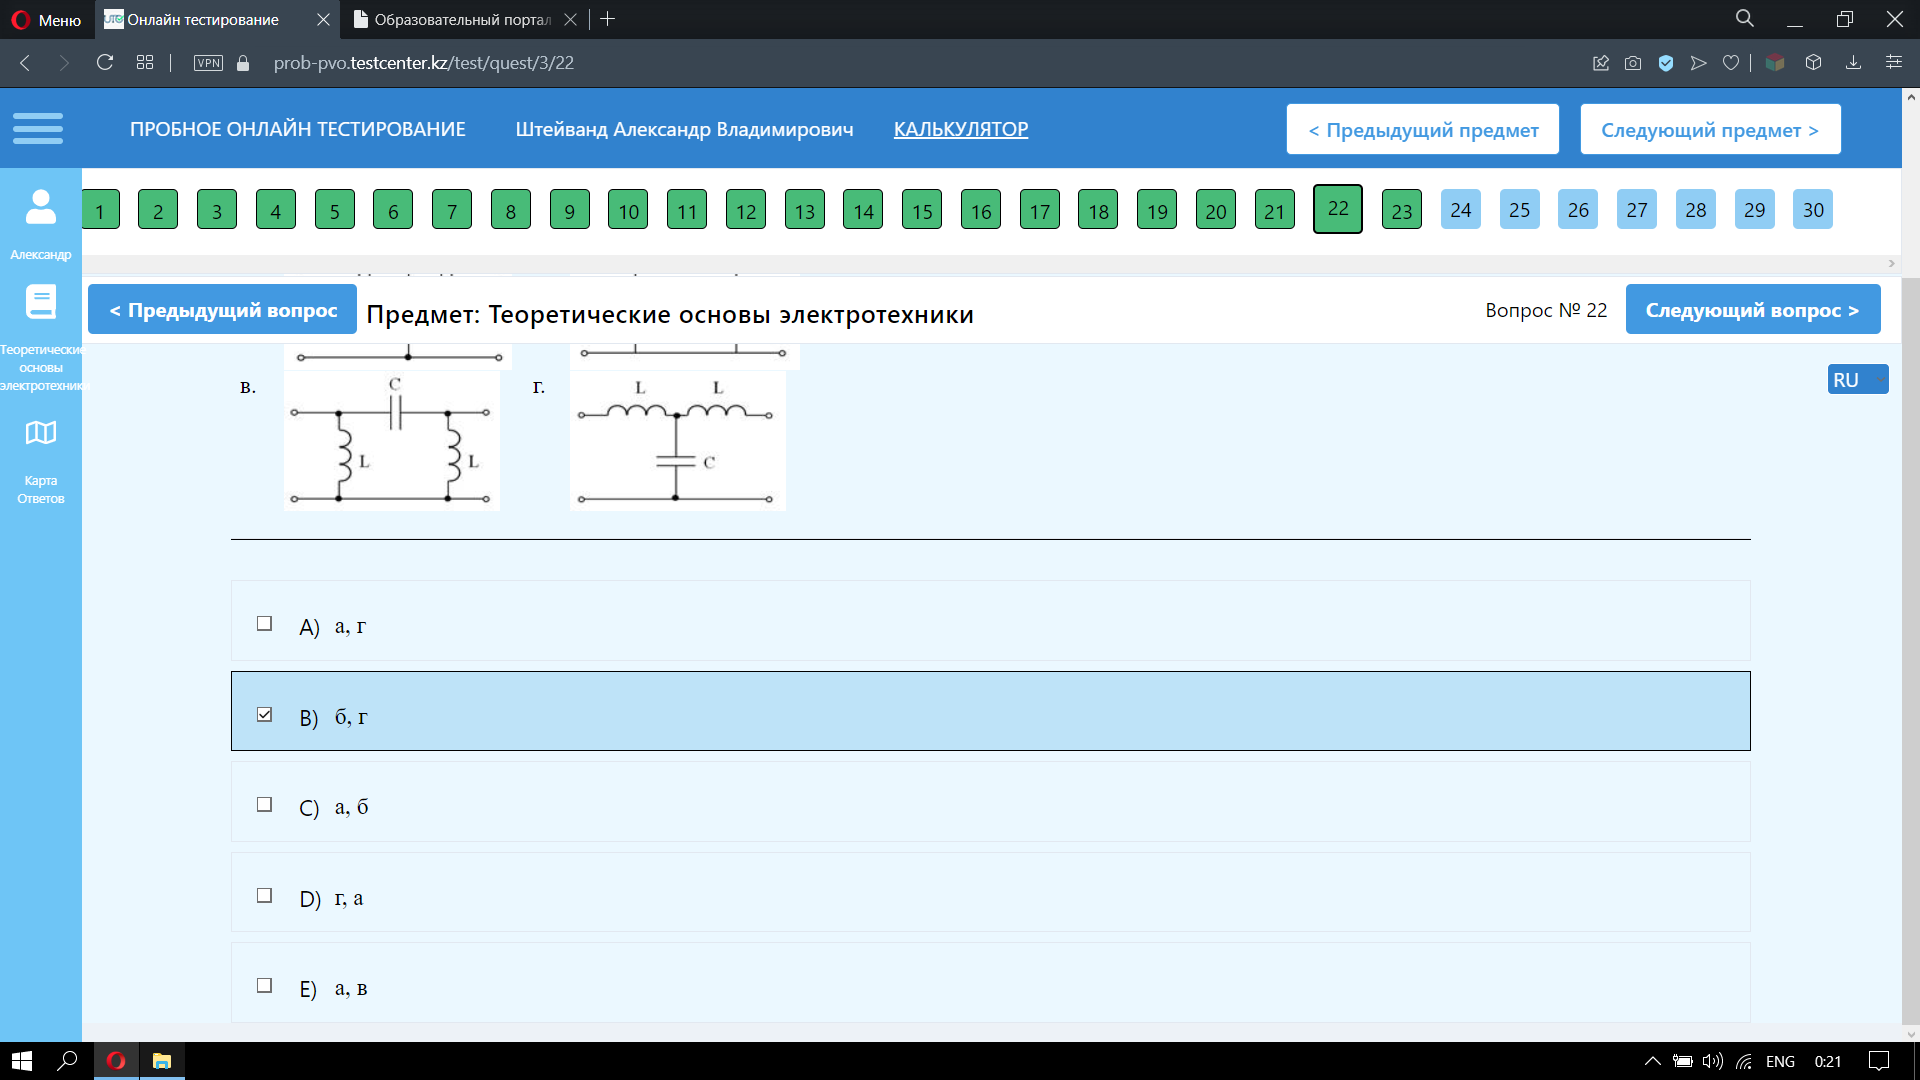 Меню
Онлайн тестирование
Образовательный портал
VPN
prob-pvo.testcenter.kz/test/quest/3/22
ПРОБНОЕ ОНЛАЙН ТЕСТИРОВАНИЕ
Штейванд Александр Владимирович
КАЛЬКУЛЯТОР
< Предыдущий предмет
Следующий предмет >
1 2 3 4 5 6 7 8 9 10 11 12 13 14 15 16 17 18 19 20 21 22 23 24 25 26 27 28 29 30
Александр
Теоретические
основы
электротехники
Карта
Ответов
< Предыдущий вопрос
Предмет: Теоретические основы электротехники
Вопрос № 22
Следующий вопрос >
RU
в.
C
L
L
г.
L
L
C
A) а, г
B) б, г
C) а, б
D) г, а
E) а, в
ENG
0:21